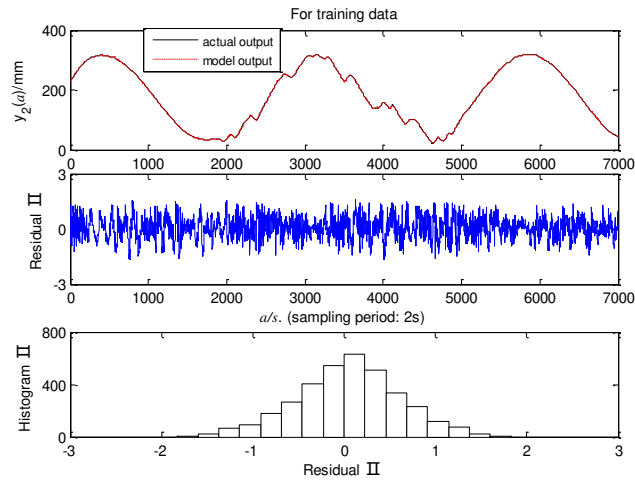 For training data
actual output
model output
y2(a)/mm
400
200
0
0 1000 2000 3000 4000 5000 6000 7000
Residual Ⅱ
3
0
-3
0 1000 2000 3000 4000 5000 6000 7000
a/s. (sampling period: 2s)
Histogram Ⅱ
800
400
0
-3 -2 -1 0 1 2 3
Residual Ⅱ